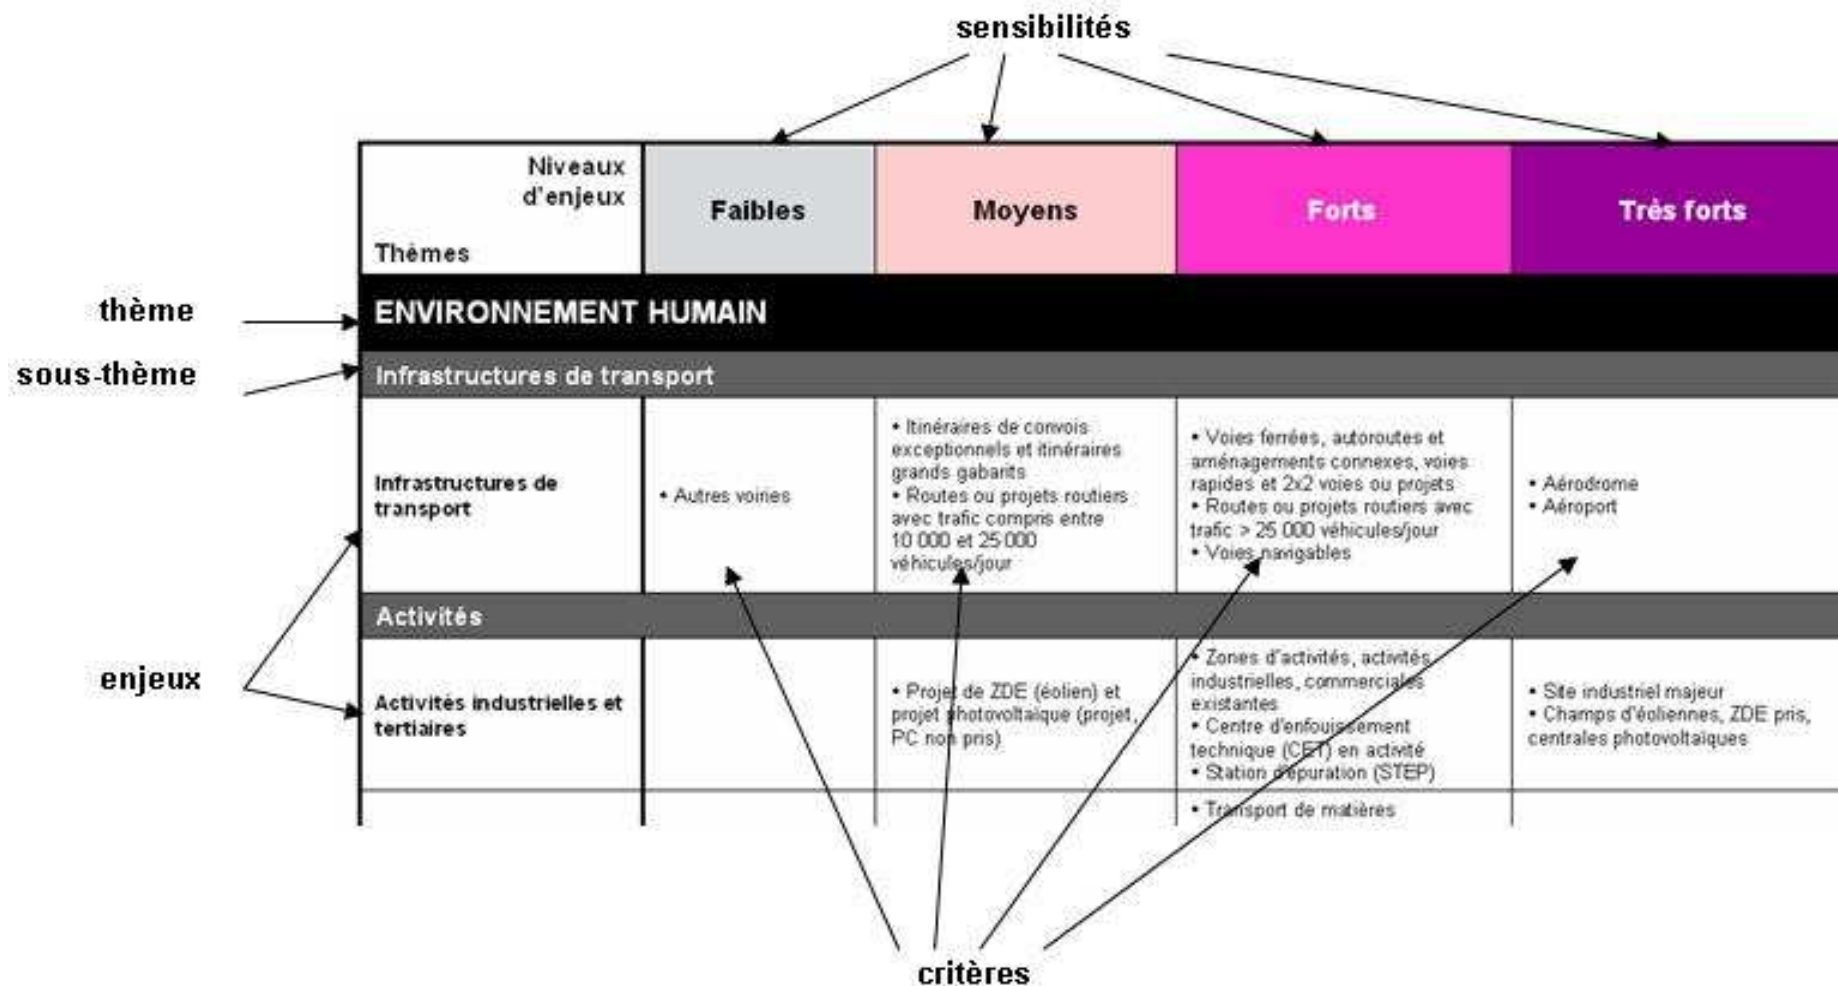 sensibilités
Niveaux
d'enjeux
Thèmes
Faibles
Moyens
Forts
Très forts
thème
ENVIRONNEMENT HUMAIN
sous-thème
Infrastructures de transport
Infrastructures de
transport
• Autres voiries
• Itinéraires de convois
exceptionnels et itinéraires
grands gabarits
• Routes ou projets routiers
avec trafic compris entre
10 000 et 25 000
véhicules/jour
• Voies ferrées, autoroutes et
aménagements connexes, voies
rapides et 2x2 voies ou projets
• Routes ou projets routiers avec
trafic > 25 000 véhicules/jour
• Voies navigables
• Aérodrome
• Aéroport
Activités
enjeux
Activités industrielles et
tertiaires
• Projet de ZDE (éolien) et
projet photovoltaïque (projet,
PC non pris)
• Zones d'activités, activités
industrielles, commerciales
existantes
• Centre d'enfouissement
technique (CET) en activité
• Station d'épuration (STEP)
• Site industriel majeur
• Champs d'éoliennes, ZDE pris,
centrales photovoltaïques
• Transport de matières
critères